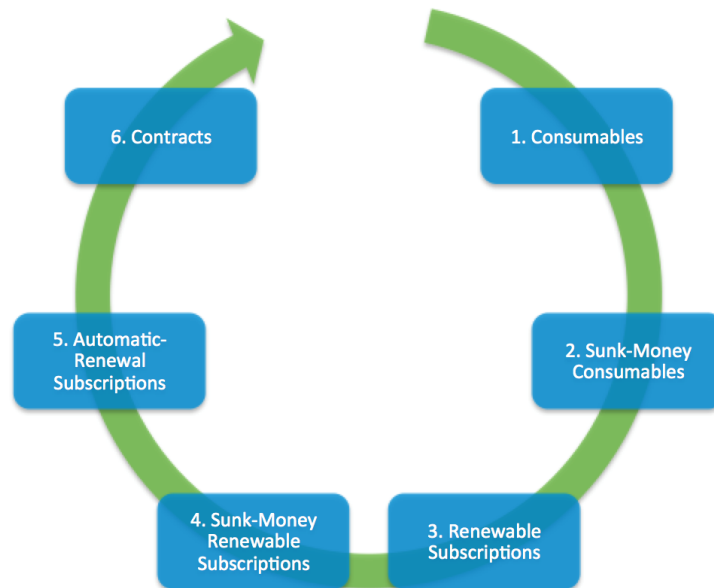 1. Consumables
2. Sunk-Money
Consumables
3. Renewable
Subscriptions
4. Sunk-Money
Renewable
Subscriptions
5. Automatic-
Renewal
Subscriptions
6. Contracts